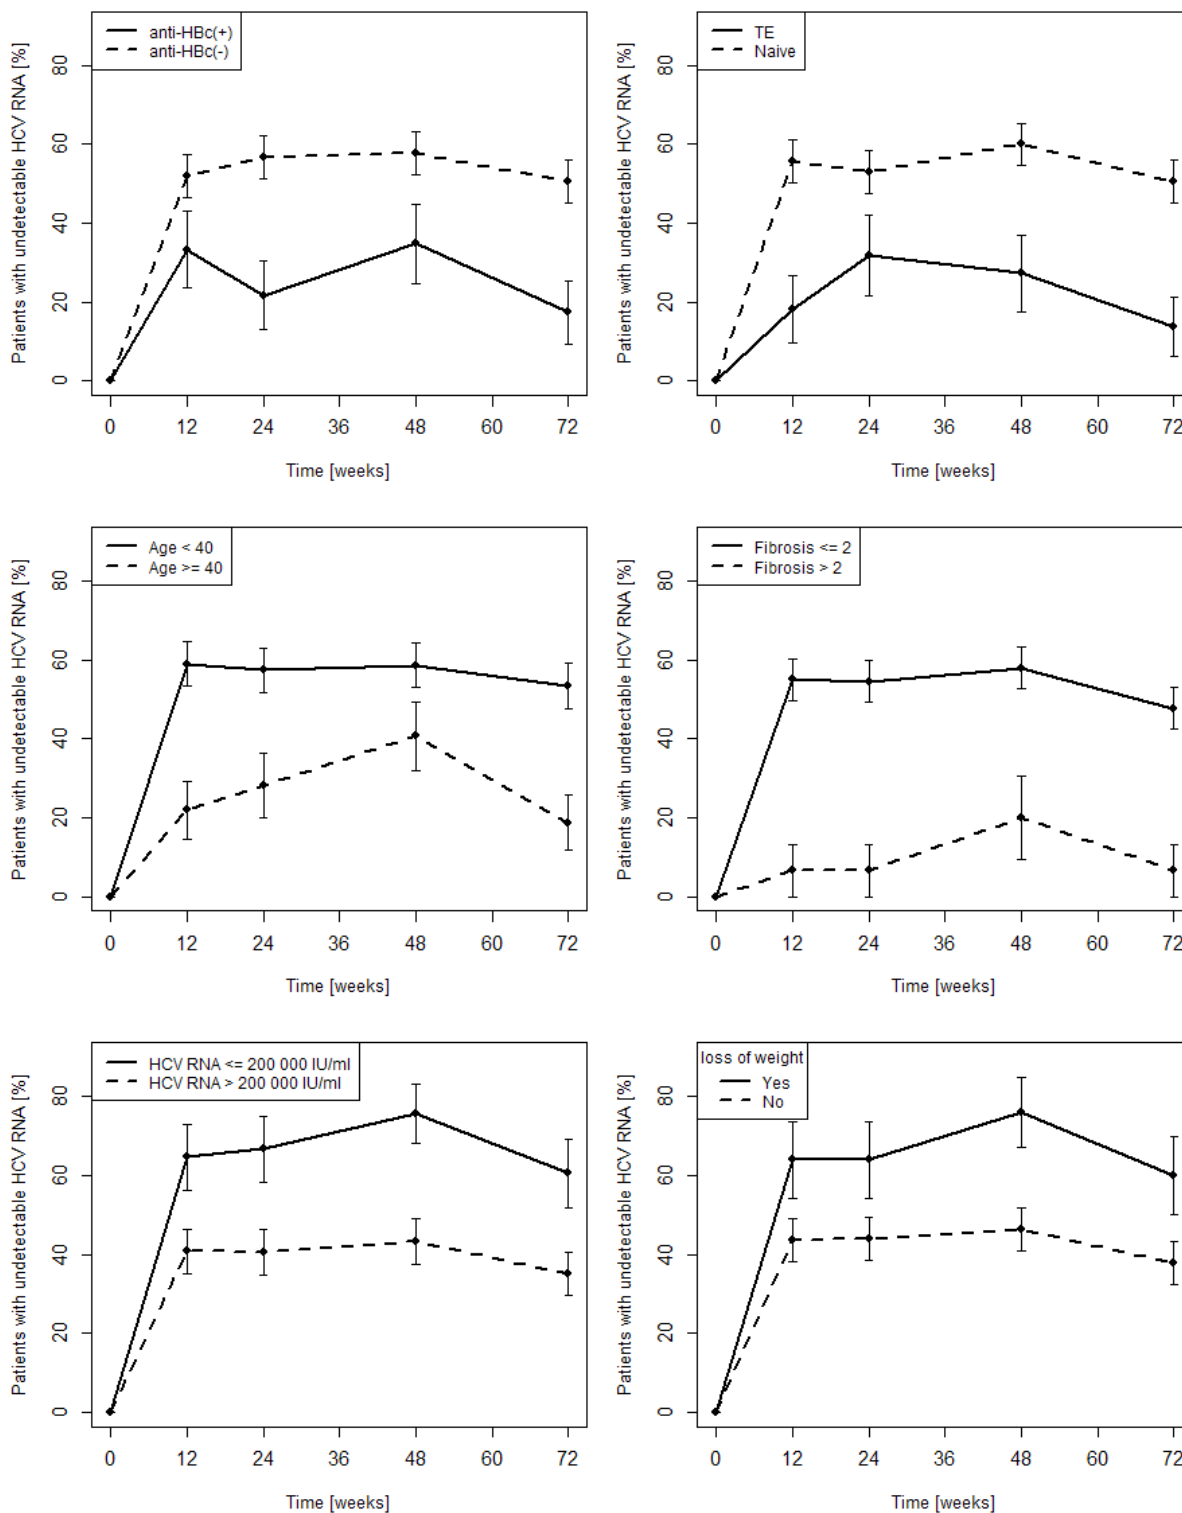 anti-HBc(+)
anti-HBc(-)
Patients with undetectable HCV RNA [%]
80
60
40
20
0
0 12 24 36 48 60 72
Time [weeks]
TE
Naive
Patients with undetectable HCV RNA [%]
80
60
40
20
0
0 12 24 36 48 60 72
Time [weeks]
Age < 40
Age >= 40
Patients with undetectable HCV RNA [%]
80
60
40
20
0
0 12 24 36 48 60 72
Time [weeks]
Fibrosis <= 2
Fibrosis > 2
Patients with undetectable HCV RNA [%]
80
60
40
20
0
0 12 24 36 48 60 72
Time [weeks]
HCV RNA <= 200 000 IU/ml
HCV RNA > 200 000 IU/ml
Patients with undetectable HCV RNA [%]
80
60
40
20
0
0 12 24 36 48 60 72
Time [weeks]
loss of weight
Yes
No
Patients with undetectable HCV RNA [%]
80
60
40
20
0
0 12 24 36 48 60 72
Time [weeks]